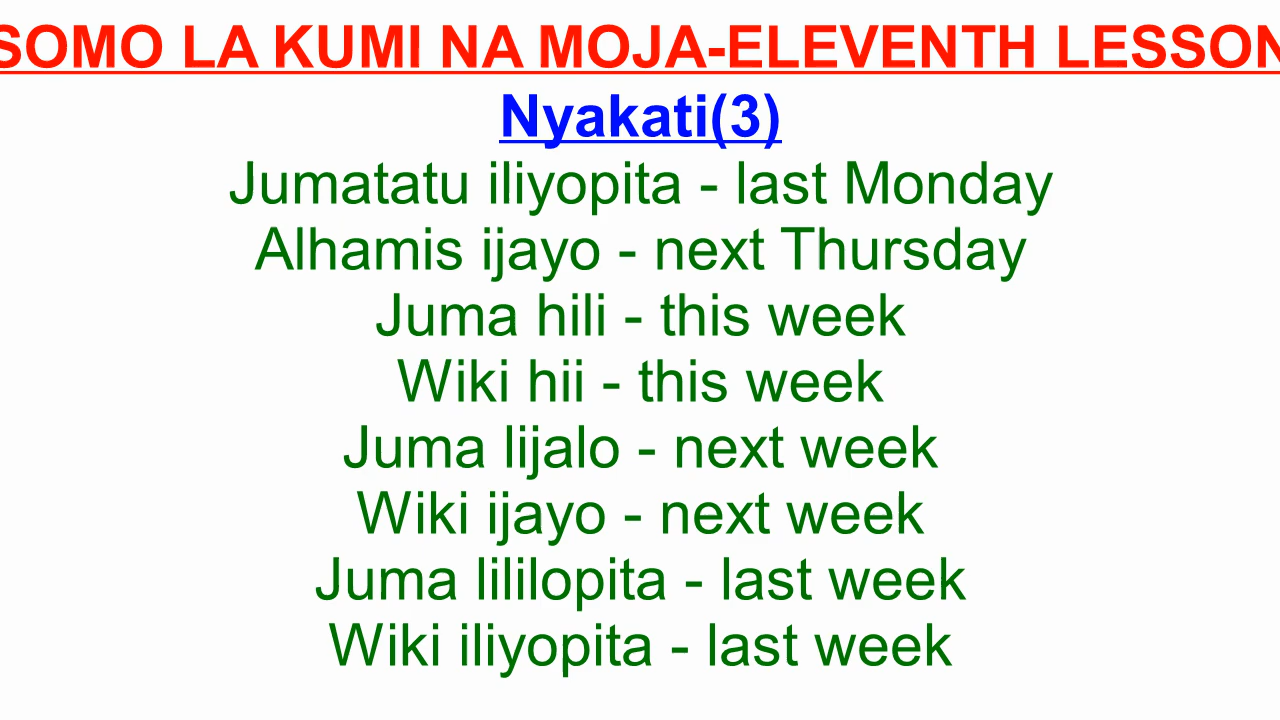 SOMO LA KUMI NA MOJA-ELEVENTH LESSON
Nyakati(3)
Jumatatu iliyopita - last Monday
Alhamis ijayo - next Thursday
Juma hili - this week
Wiki hii - this week
Juma lijalo - next week
Wiki ijayo - next week
Juma lililopita - last week
Wiki iliyopita - last week